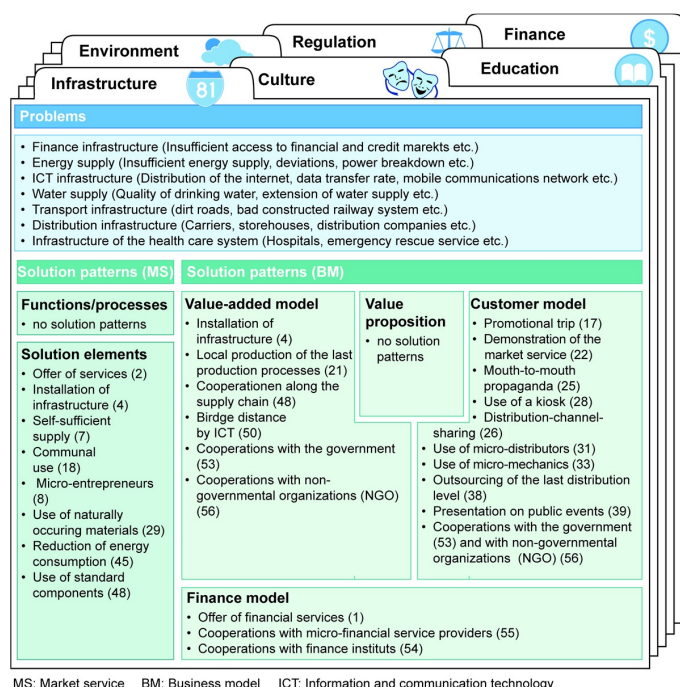 Environment
Regulation
Finance
$
Infrastructure
81
Culture
Education
Problems
• Finance infrastructure (Insufficient access to financial and credit marekts etc.)
• Energy supply (Insufficient energy supply, deviations, power breakdown etc.)
• ICT infrastructure (Distribution of the internet, data transfer rate, mobile communications network etc.)
• Water supply (Quality of drinking water, extension of water supply etc.)
• Transport infrastructure (dirt roads, bad constructed railway system etc.)
• Distribution infrastructure (Carriers, storehouses, distribution companies etc.)
• Infrastructure of the health care system (Hospitals, emergency rescue service etc.)
Solution patterns (MS)
Functions/processes
• no solution patterns
Solution elements
• Offer of services (2)
• Installation of
infrastructure (4)
• Self-sufficient
supply (7)
• Communal
use (18)
• Micro-entrepreneurs
(8)
• Use of naturally
occuring materials (29)
• Reduction of energy
consumption (45)
• Use of standard
components (48)
Solution patterns (BM)
Value-added model
• Installation of
infrastructure (4)
• Local production of the last
production processes (21)
• Cooperationen along the
supply chain (48)
• Birdge distance
by ICT (50)
• Cooperations with the government
(53)
• Cooperations with non-
governmental organizations (NGO)
(56)
Value
proposition
• no solution
patterns
Customer model
• Promotional trip (17)
• Demonstration of the
market service (22)
• Mouth-to-mouth
propaganda (25)
• Use of a kiosk (28)
• Distribution-channel-
sharing (26)
• Use of micro-distributors (31)
• Use of micro-mechanics (33)
• Outsourcing of the last distribution
level (38)
• Presentation on public events (39)
• Cooperations with the government
(53) and with non-governmental
organizations (NGO) (56)
Finance model
• Offer of financial services (1)
• Cooperations with micro-financial service providers (55)
• Cooperations with finance instituts (54)
MS: Market service BM: Business model ICT: Information and communication technology